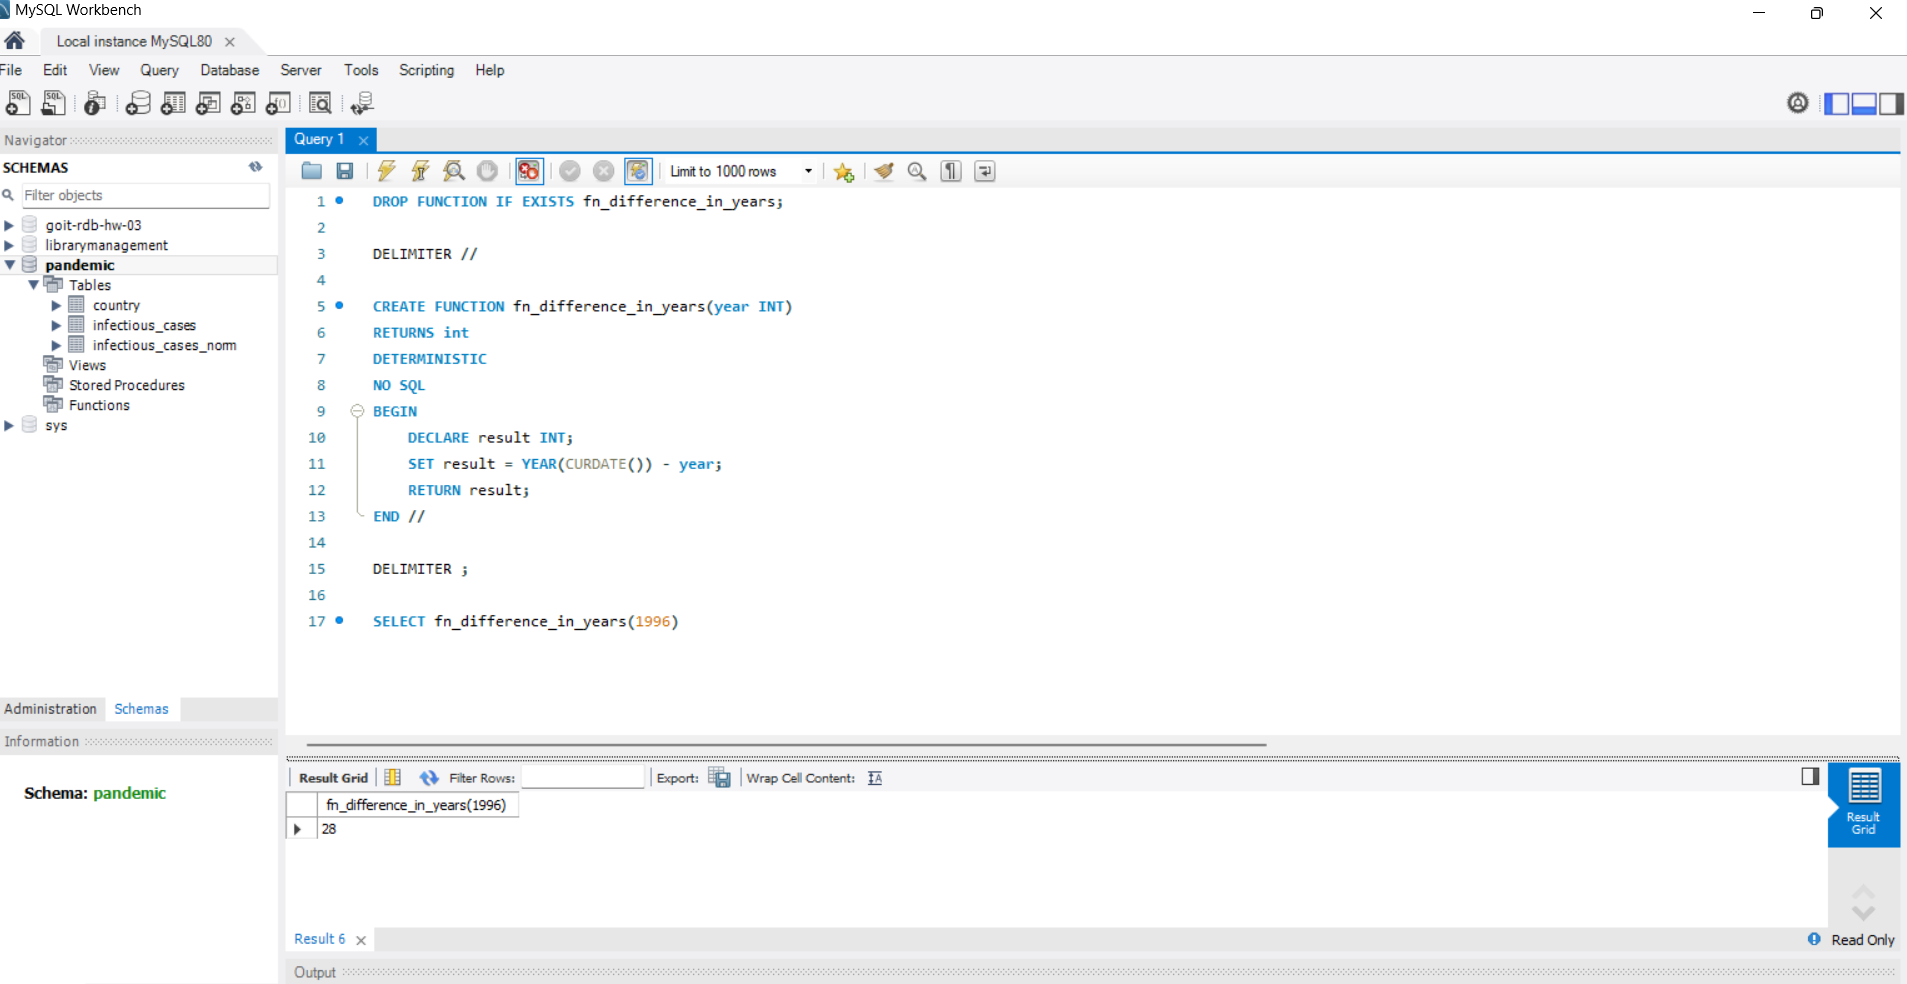 MySQL Workbench
Local instance MySQL80
File Edit View Query Database Server Tools Scripting Help
SQL SQL
Navigator
SCHEMAS
Filter objects
goit-rdb-hw-03
librarymanagement
pandemic
Tables
country
infectious_cases
infectious_cases_norm
Views
Stored Procedures
Functions
sys
Administration Schemas
Information
Schema: pandemic
Query 1
Limit to 1000 rows
1 DROP FUNCTION IF EXISTS fn_difference_in_years;
2
3 DELIMITER //
4
5 CREATE FUNCTION fn_difference_in_years(year INT)
6 RETURNS int
7 DETERMINISTIC
8 NO SQL
9 BEGIN
10 DECLARE result INT;
11 SET result = YEAR(CURDATE()) - year;
12 RETURN result;
13 END //
14
15 DELIMITER ;
16
17 SELECT fn_difference_in_years(1996)
Result Grid Filter Rows: Export: Wrap Cell Content:
fn_difference_in_years(1996)
28
Result
Grid
Result 6
Read Only
Output